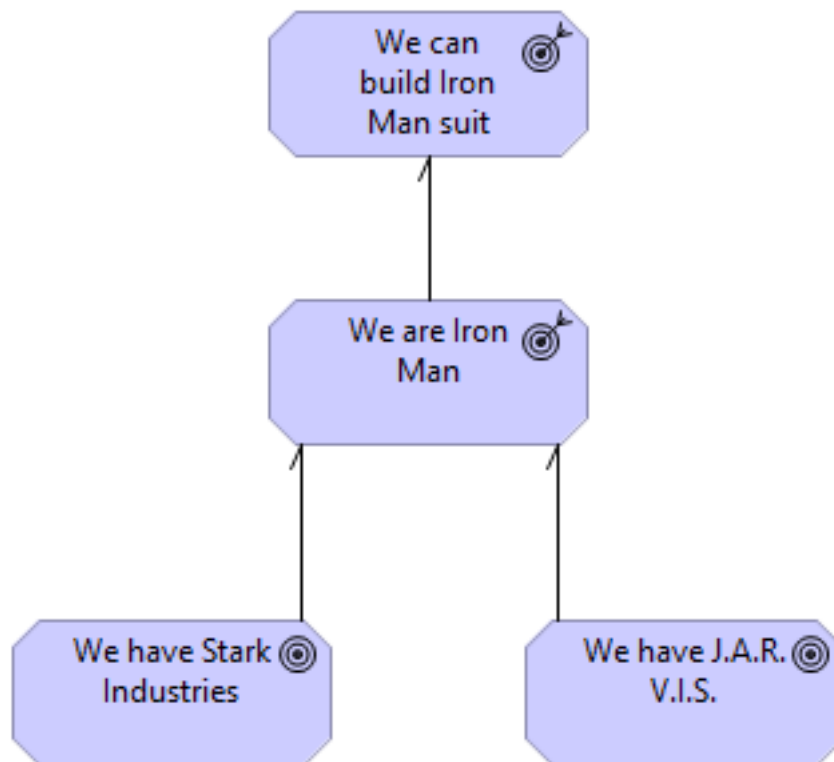 We can
build Iron
Man suit
We are Iron
Man
We have Stark
Industries
We have J.A.R.
V.I.S.